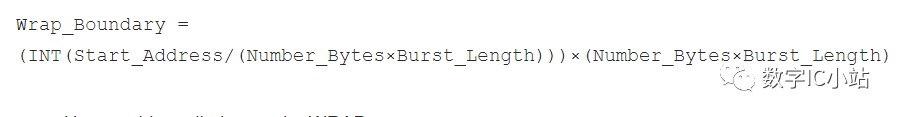 Wrap_Boundary =
(INT(Start_Address/(Number_Bytes×Burst_Length)))×(Number_Bytes×Burst_Length)
数字IC小站